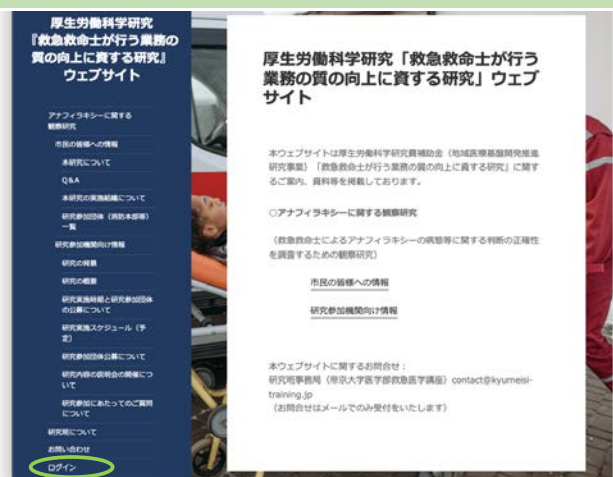 厚生労働科学研究
『救急救命士が行う業務の
質の向上に資する研究』
ウェブサイト
アナフィラキシーに関する
観察研究
市民の皆様への情報
本研究について
Q&A
本研究の実施組織について
研究参加団体（消防本部等）
一覧
研究参加機関向け情報
研究の背景
研究の概要
研究実施時期と研究参加団体
の公募について
研究実施スケジュール（予
定）
研究参加団体公募について
研究内容の説明会の開催につ
いて
研究参加にあたってのご質問
について
研究班について
お問い合わせ
ログイン
厚生労働科学研究「救急救命士が行う
業務の質の向上に資する研究」ウェブ
サイト
本ウェブサイトは厚生労働科学研究費補助金（地域医療基盤開発推進
研究事業）「救急救命士が行う業務の質の向上に資する研究」に関す
るご案内、資料等を掲載しております。
○アナフィラキシーに関する観察研究
（救急救命士によるアナフィラキシーの病態等に関する判断の正確性
を調査するための観察研究）
市民の皆様への情報
研究参加機関向け情報
本ウェブサイトに関するお問合せ：
研究班事務局（帝京大学医学部救急医学講座）contact@kyumeisi-
training.jp
（お問合せはメールでのみ受付をいたします）